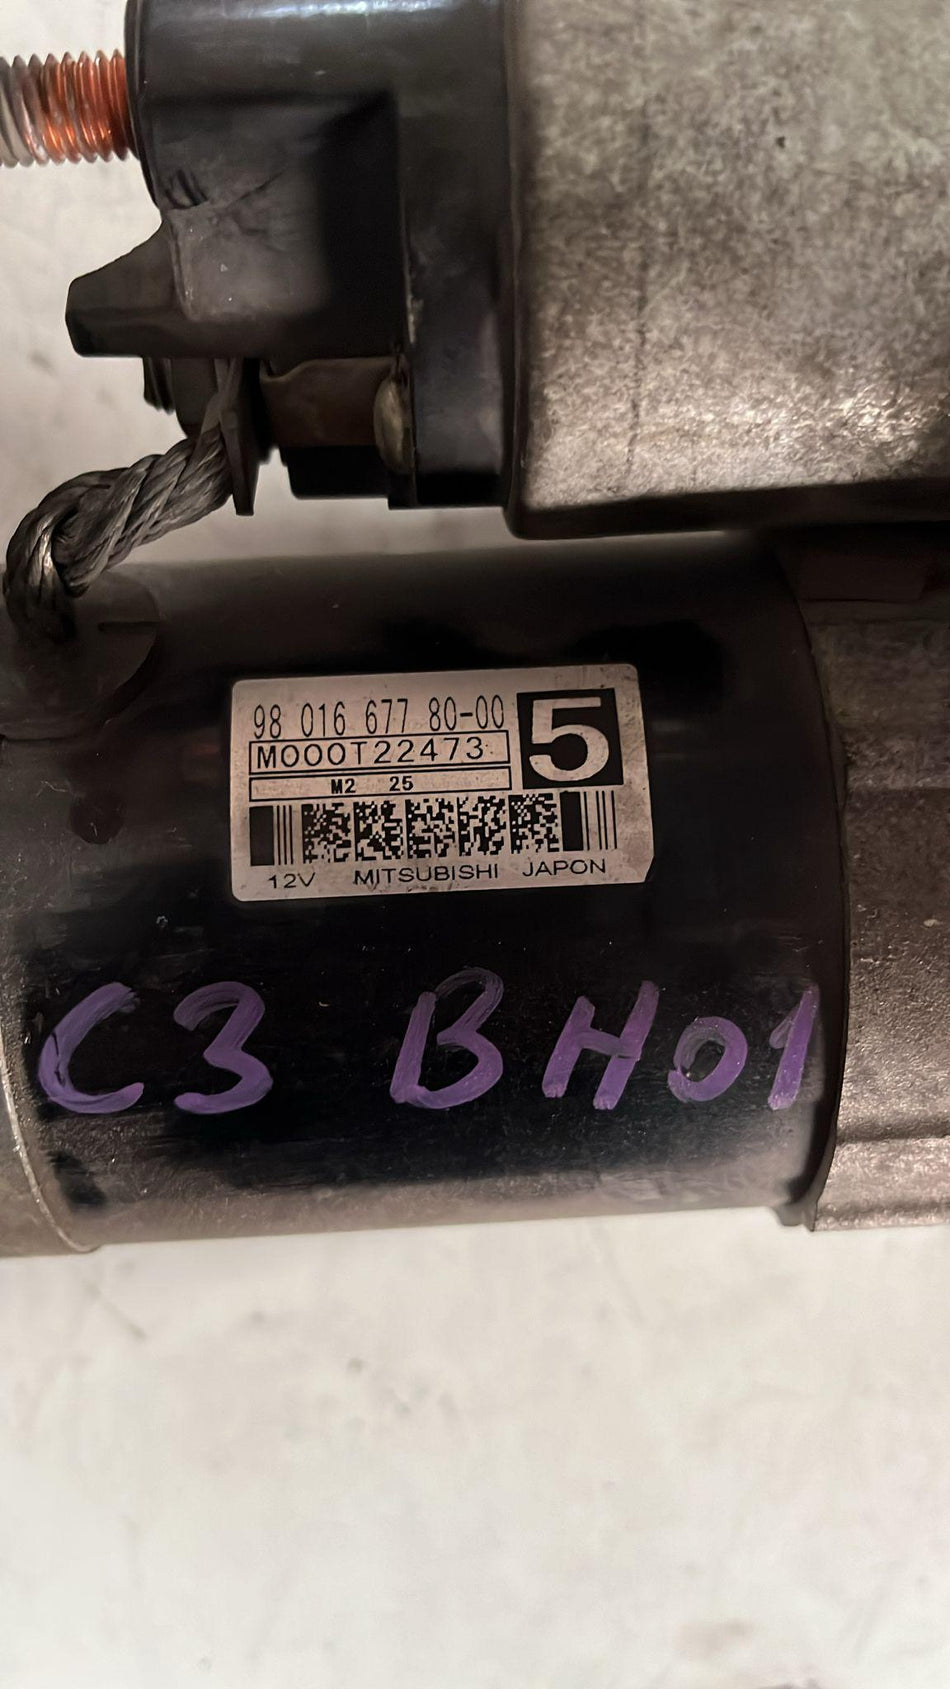 98 016 677 80-00
5
M000T22473
M2 25
12V MITSUBISHI JAPON
C3 BH01